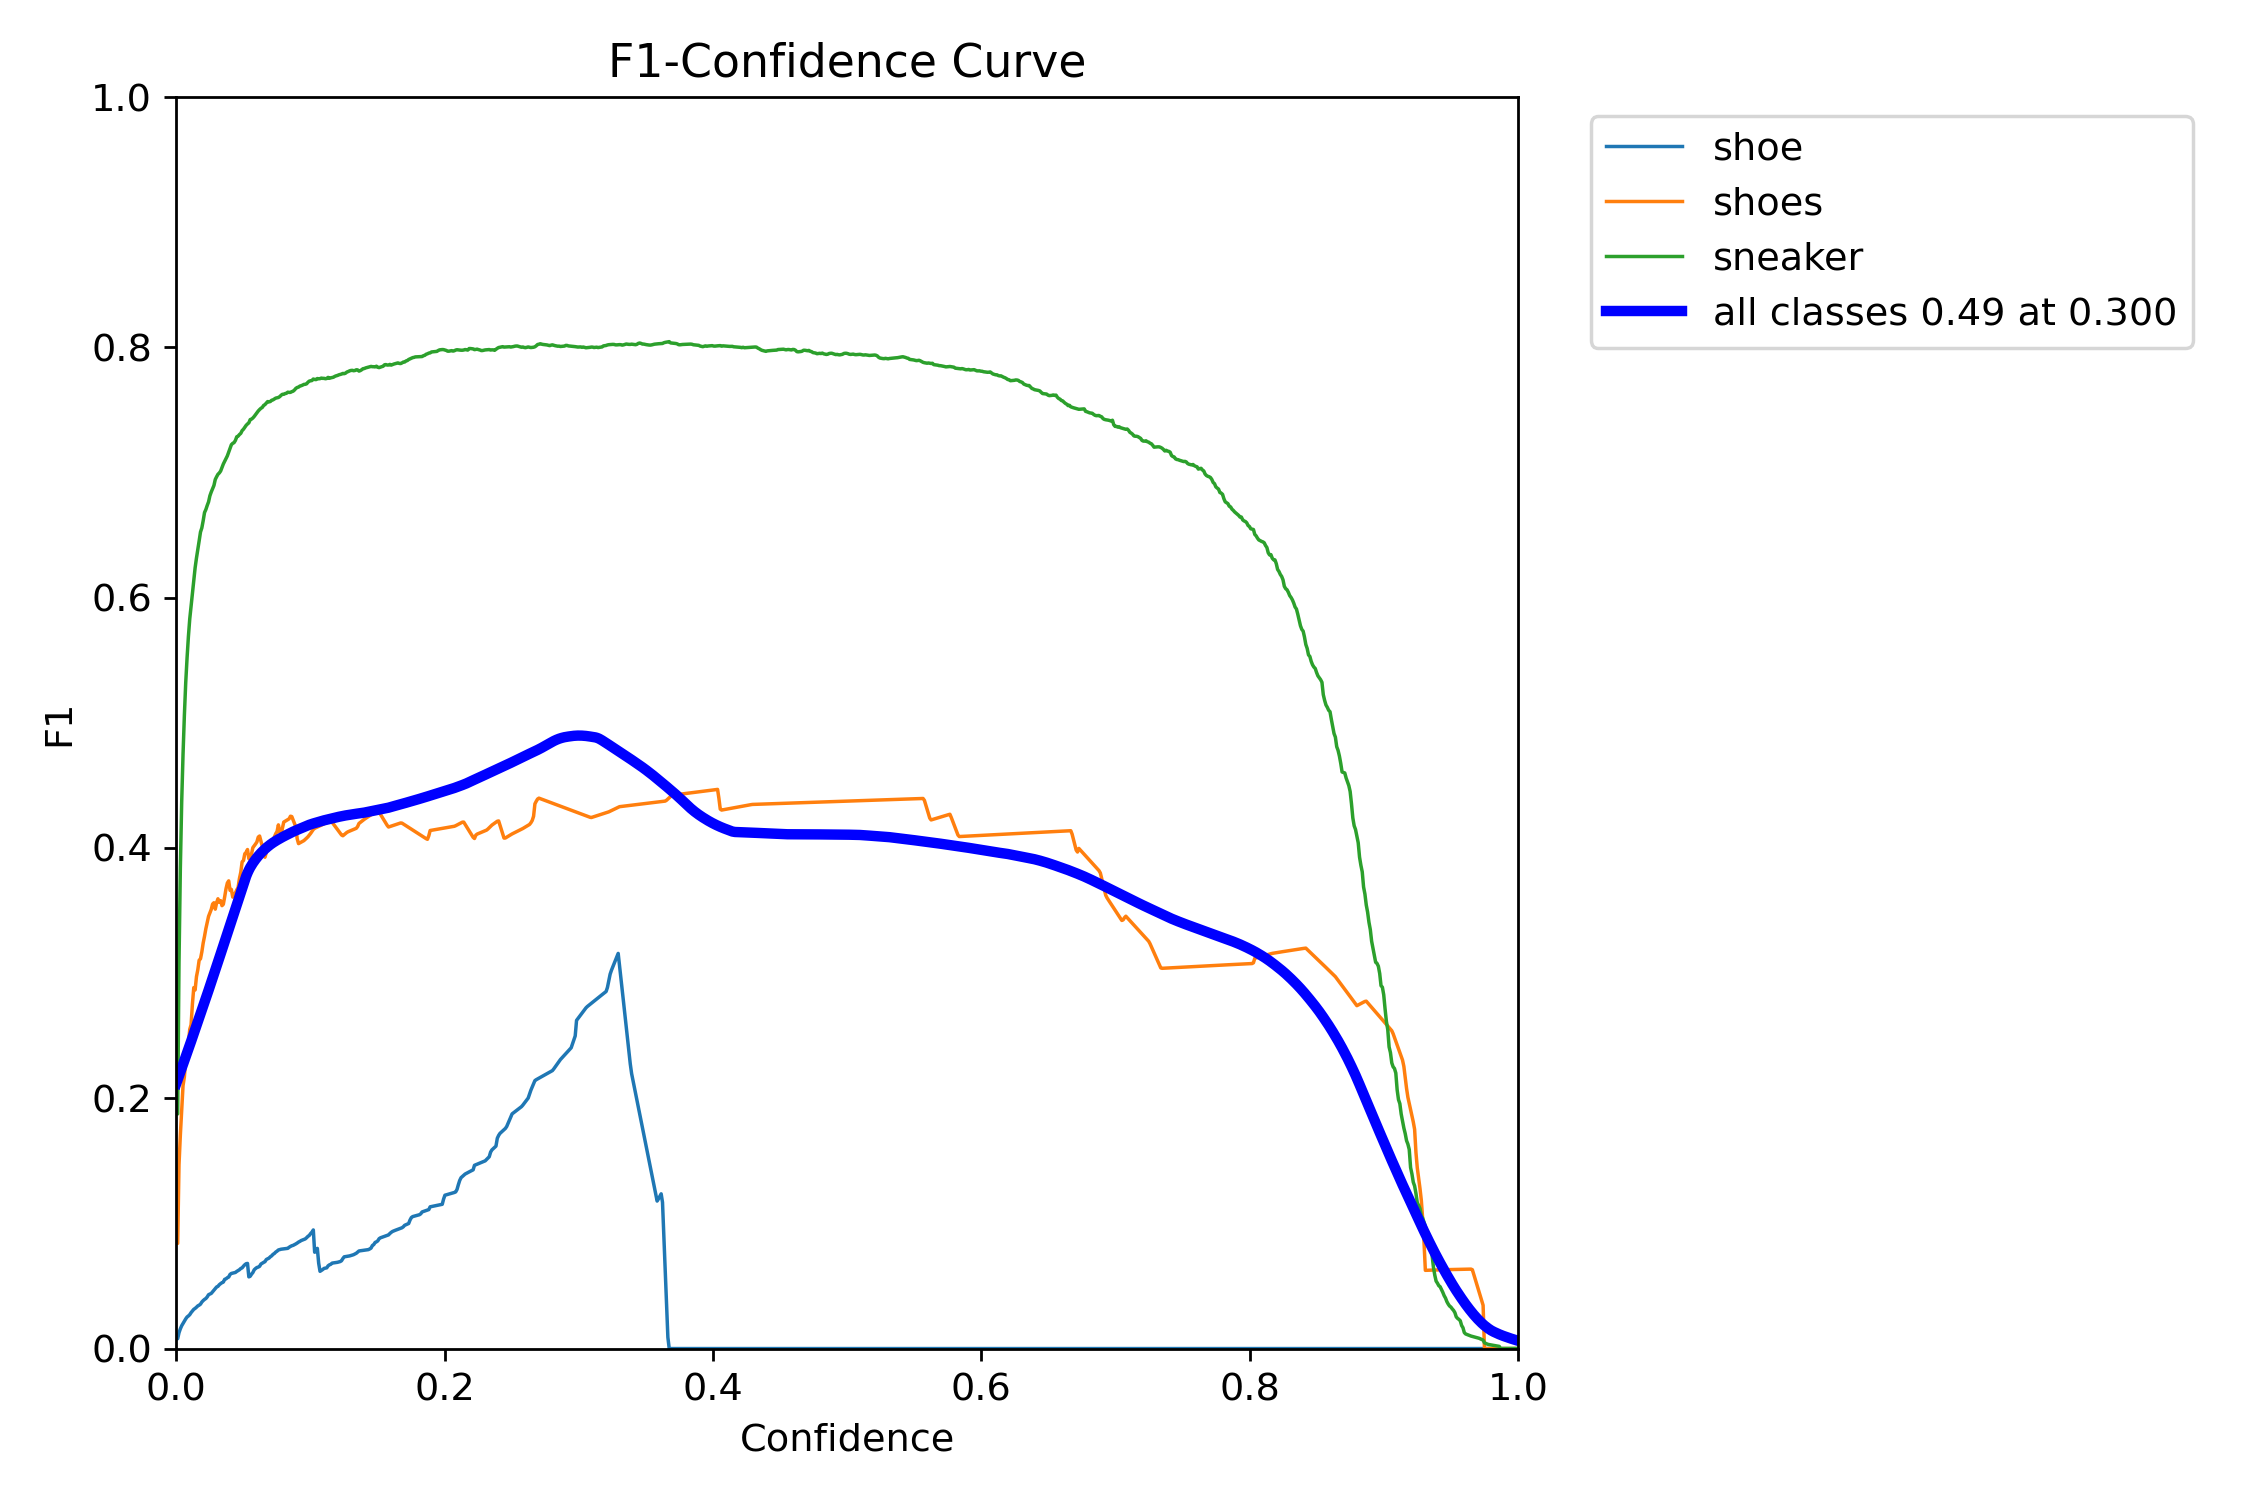 F1-Confidence Curve
1.0
0.8
0.6
0.4
0.2
0.0
F1
0.0 0.2 0.4 0.6 0.8 1.0
Confidence
shoe
shoes
sneaker
all classes 0.49 at 0.300